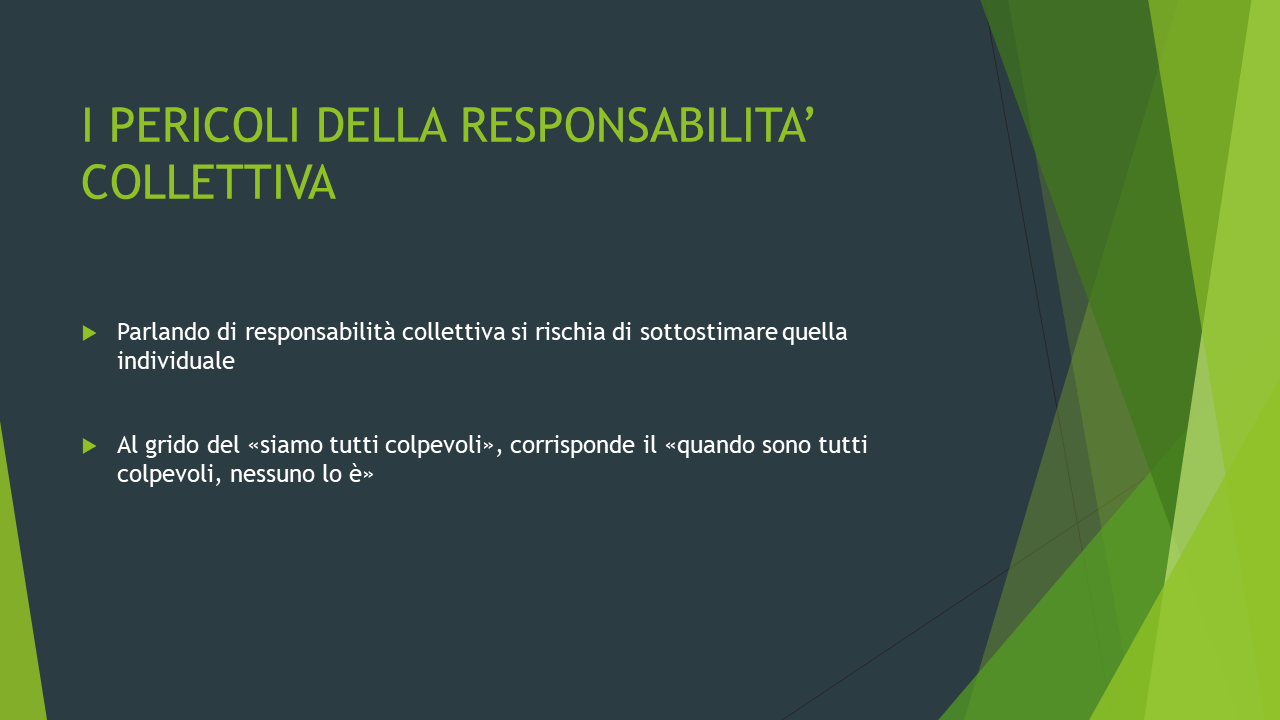 I PERICOLI DELLA RESPONSABILITA’
COLLETTIVA
Parlando di responsabilità collettiva si rischia di sottostimare quella
individuale
Al grido del «siamo tutti colpevoli», corrisponde il «quando sono tutti
colpevoli, nessuno lo è»